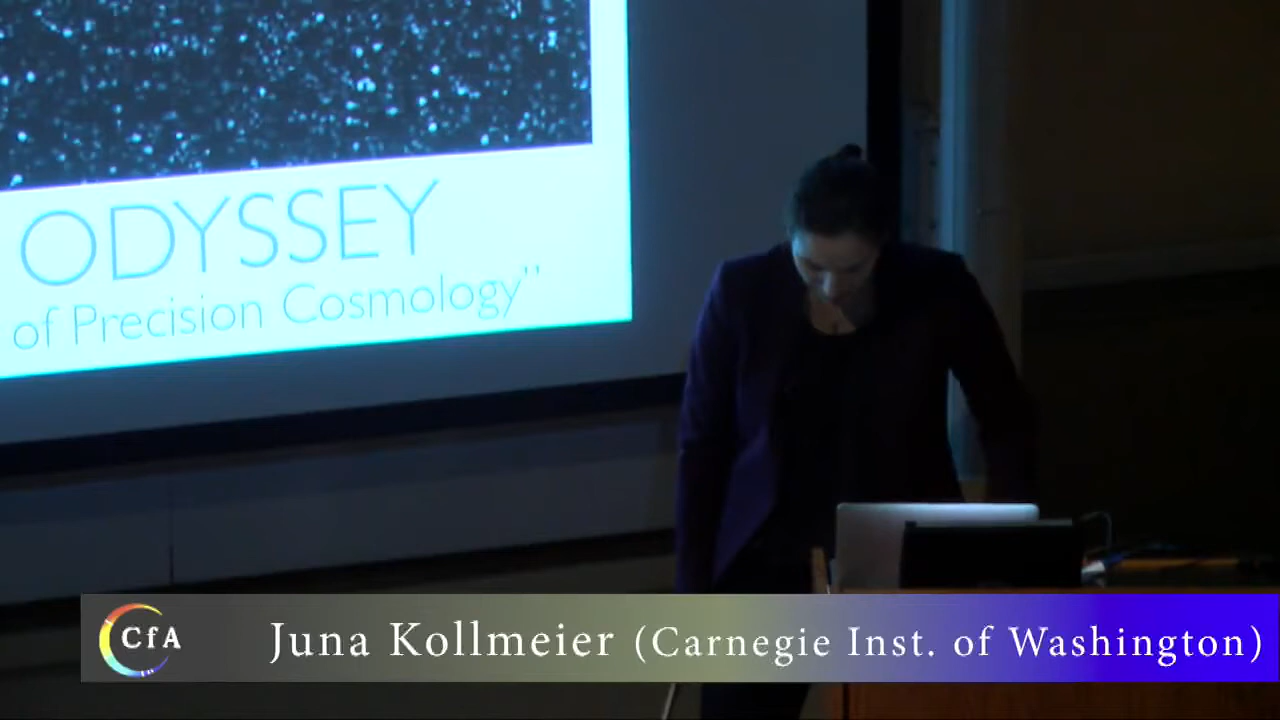 ODYSSEY
of Precision Cosmology"
CfA
Juna Kollmeier (Carnegie Inst. of Washington)